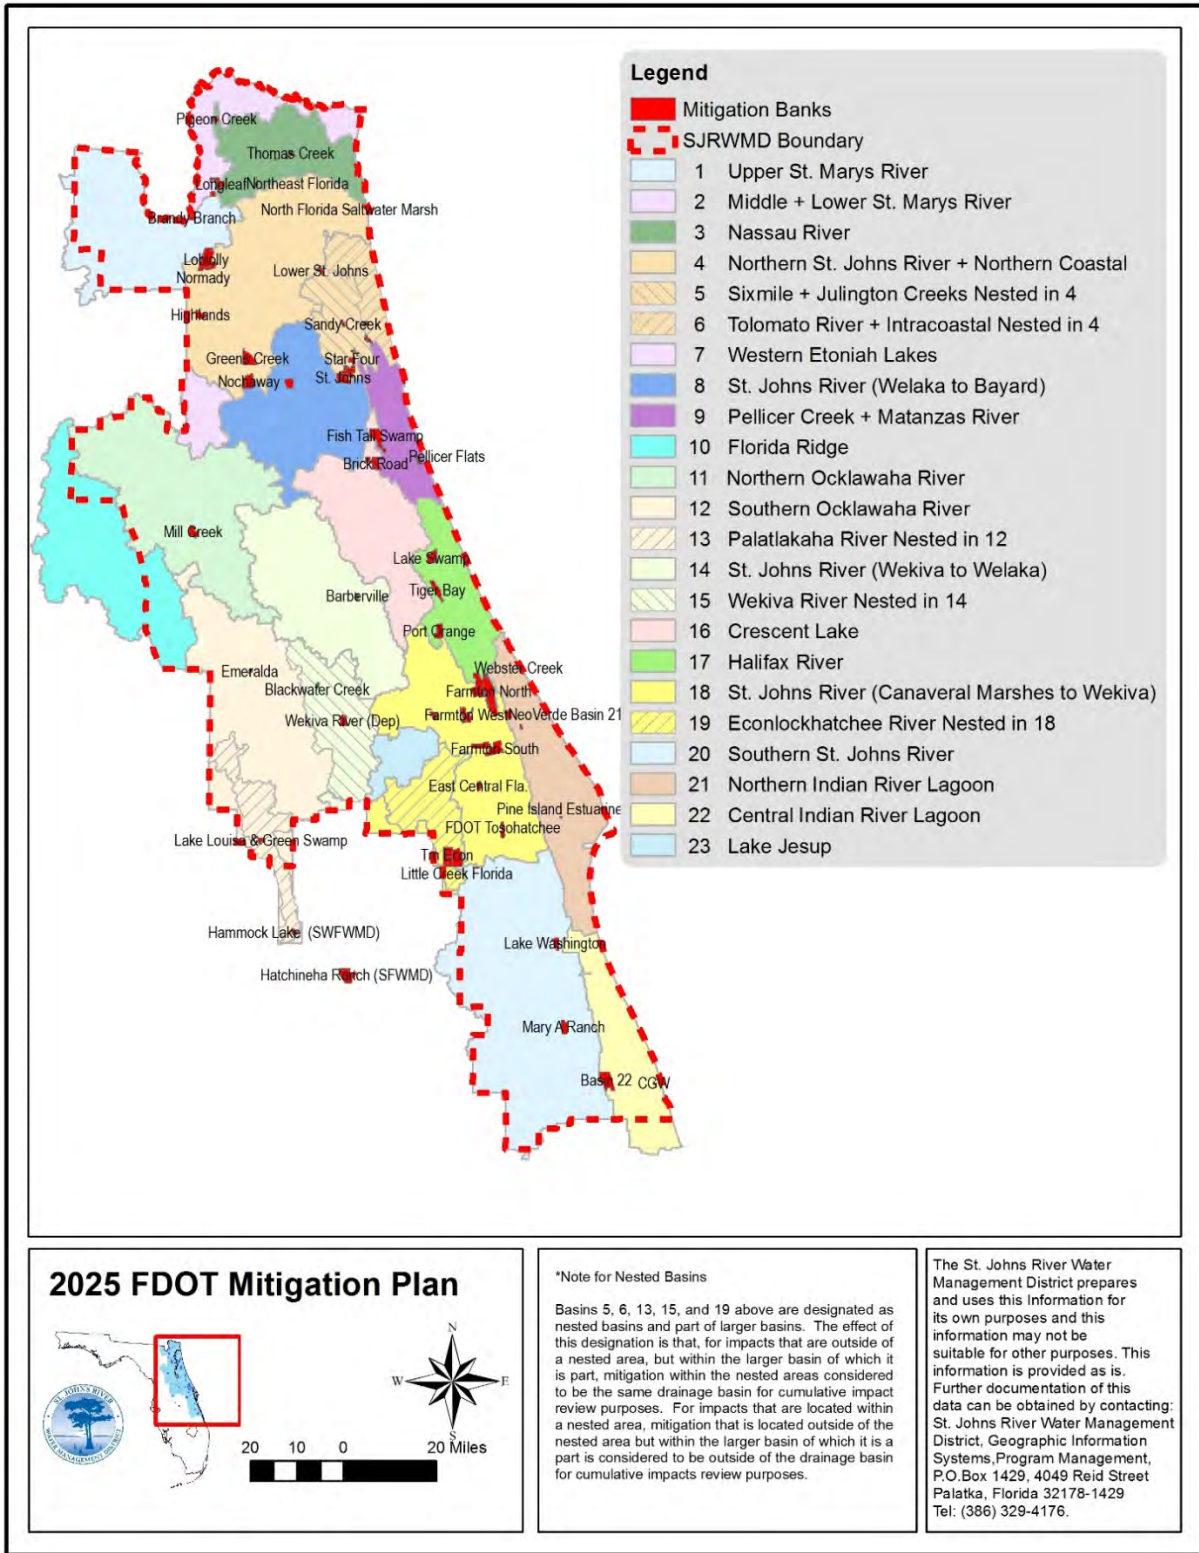 Legend
Mitigation Banks
SJRWMD Boundary
1 Upper St. Marys River
2 Middle + Lower St. Marys River
3 Nassau River
4 Northern St. Johns River + Northern Coastal
5 Sixmile + Julington Creeks Nested in 4
6 Tolomato River + Intracoastal Nested in 4
7 Western Etoniah Lakes
8 St. Johns River (Welaka to Bayard)
9 Pellicer Creek + Matanzas River
10 Florida Ridge
11 Northern Ocklawaha River
12 Southern Ocklawaha River
13 Palatlakaha River Nested in 12
14 St. Johns River (Wekiva to Welaka)
15 Wekiva River Nested in 14
16 Crescent Lake
17 Halifax River
18 St. Johns River (Canaveral Marshes to Wekiva)
19 Econlockhatchee River Nested in 18
20 Southern St. Johns River
21 Northern Indian River Lagoon
22 Central Indian River Lagoon
23 Lake Jesup
Pigeon Creek
Thomas Creek
Longleaf
Northeast Florida
North Florida Saltwater Marsh
Brandy Branch
Loblolly
Normady
Lower St. Johns
Highlands
Sandy Creek
Greens Creek
Star Four
Nochaway
St. Johns
Fish Tail Swamp
Pellicer Flats
Brick Road
Mill Creek
Lake Swamp
Tiger Bay
Barberville
Port Orange
Webster Creek
Emeralda
Blackwater Creek
Farmton North
Wekiva River (Dep)
Farmton West
NeoVerde Basin 21
Farmton South
East Central Fla.
Pine Island Estuarine
FDOT Tosohatchee
Lake Louisa & Green Swamp
Tm Econ
Little Creek Florida
Hammock Lake (SWFWMD)
Lake Washington
Hatchineha Ranch (SFWMD)
Mary A Ranch
Basin 22
CGW
2025 FDOT Mitigation Plan
ST. JOHNS RIVER
WATER MANAGEMENT DISTRICT
N
W
E
S
20 10 0 20 Miles
*Note for Nested Basins
Basins 5, 6, 13, 15, and 19 above are designated as
nested basins and part of larger basins. The effect of
this designation is that, for impacts that are outside of
a nested area, but within the larger basin of which it
is part, mitigation within the nested areas considered
to be the same drainage basin for cumulative impact
review purposes. For impacts that are located within
a nested area, mitigation that is located outside of the
nested area but within the larger basin of which it is a
part is considered to be outside of the drainage basin
for cumulative impacts review purposes.
The St. Johns River Water
Management District prepares
and uses this Information for
its own purposes and this
information may not be
suitable for other purposes. This
information is provided as is.
Further documentation of this
data can be obtained by contacting:
St. Johns River Water Management
District, Geographic Information
Systems,Program Management,
P.O.Box 1429, 4049 Reid Street
Palatka, Florida 32178-1429
Tel: (386) 329-4176.